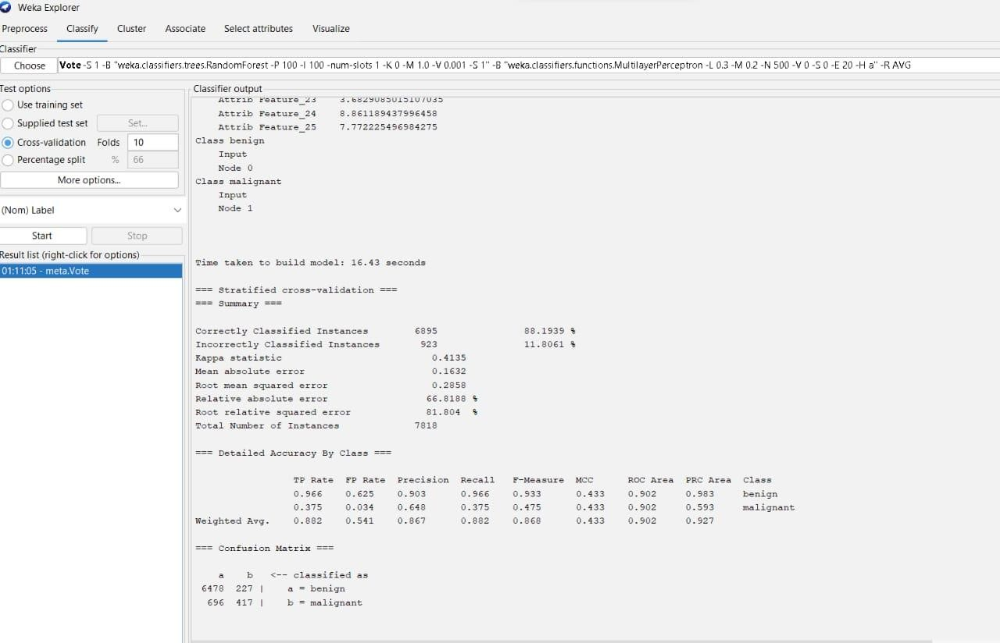 Weka Explorer
Preprocess Classify Cluster Associate Select attributes Visualize
Classifier
Choose Vote -S 1 -B "weka.classifiers.trees.RandomForest -P 100 -I 100 -num-slots 1 -K 0 -M 1.0 -V 0.001 -S 1" -B "weka.classifiers.functions.MultilayerPerceptron -L 0.3 -M 0.2 -N 500 -V 0 -S 0 -E 20 -H a" -R AVG
Test options
Use training set
Supplied test set Set...
Cross-validation Folds 10
Percentage split % 66
More options...
(Nom) Label
Start Stop
Result list (right-click for options)
01:11:05 - meta.Vote
Classifier output
Attrib Feature_23 3.6829085015107035
Attrib Feature_24 8.861189437996458
Attrib Feature_25 7.772225496984275
Class benign
Input
Node 0
Class malignant
Input
Node 1
Time taken to build model: 16.43 seconds
=== Stratified cross-validation ===
=== Summary ===
Correctly Classified Instances 6895 88.1939 %
Incorrectly Classified Instances 923 11.8061 %
Kappa statistic 0.4135
Mean absolute error 0.1632
Root mean squared error 0.2858
Relative absolute error 66.8188 %
Root relative squared error 81.804 %
Total Number of Instances 7818
=== Detailed Accuracy By Class ===
TP Rate FP Rate Precision Recall F-Measure MCC ROC Area PRC Area Class
0.966 0.625 0.903 0.966 0.933 0.433 0.902 0.983 benign
0.375 0.034 0.648 0.375 0.475 0.433 0.902 0.593 malignant
Weighted Avg. 0.882 0.541 0.867 0.882 0.868 0.433 0.902 0.927
=== Confusion Matrix ===
a b <-- classified as
6478 227 | a = benign
696 417 | b = malignant